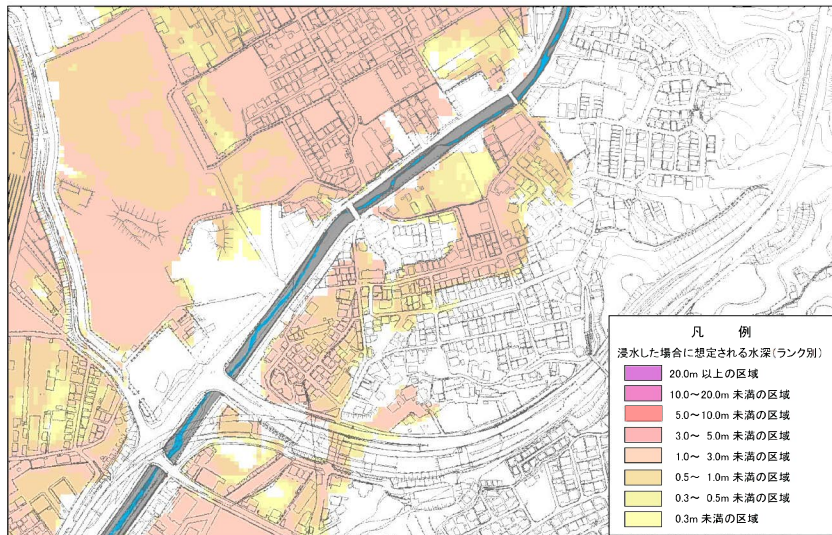 凡 例
浸水した場合に想定される水深(ランク別)
20.0m 以上の区域
10.0～20.0m 未満の区域
5.0～10.0m 未満の区域
3.0～ 5.0m 未満の区域
1.0～ 3.0m 未満の区域
0.5～ 1.0m 未満の区域
0.3～ 0.5m 未満の区域
0.3m 未満の区域